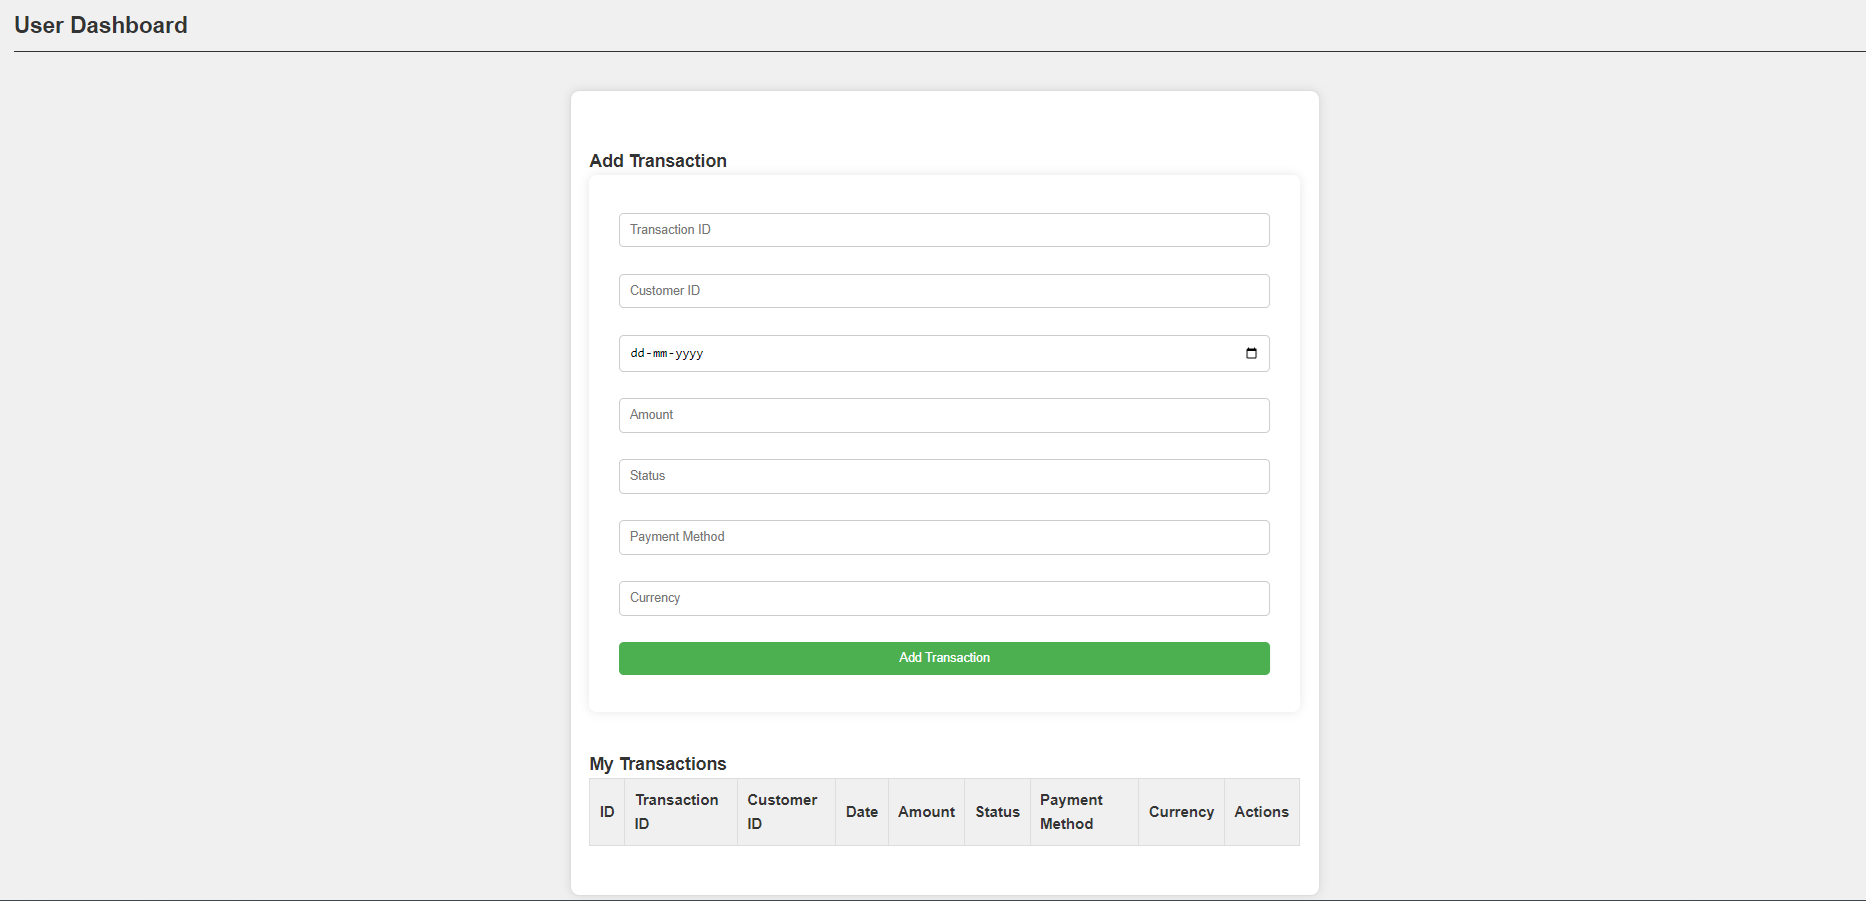 User Dashboard
Add Transaction
Transaction ID
Customer ID
dd-mm-yyyy
Amount
Status
Payment Method
Currency
Add Transaction
My Transactions
ID Transaction ID Customer ID Date Amount Status Payment Method Currency Actions